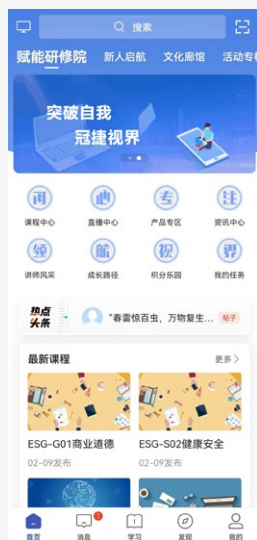 搜索
赋能研修院 新人启航 文化廊馆 活动专
突破自我
冠捷视界
课程中心 直播中心 产品专区 资讯中心
讲师风采 成长路径 积分乐园 我的任务
热点
头条
"春雷惊百虫，万物复生... 帖子
最新课程 更多
ESG-G01商业道德 ESG-S02健康安全
02-09发布 02-09发布
首页 消息 学习 发现 我的